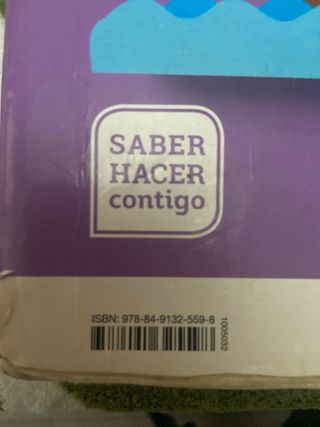 SABER
HACER
contigo
ISBN: 978-84-9132-559-8
1005032